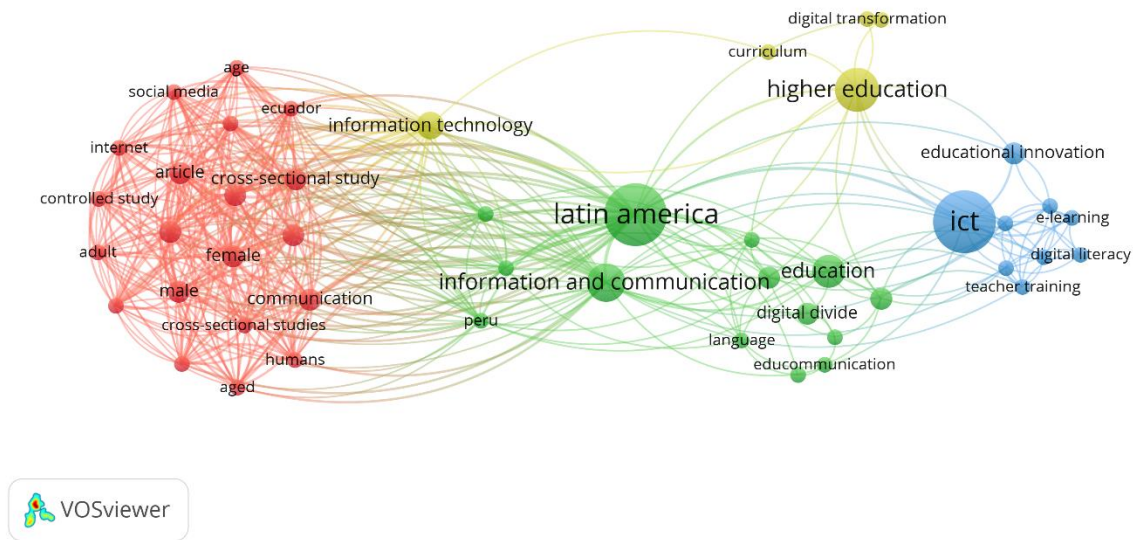 digital transformation
curriculum
higher education
age
social media
ecuador
information technology
internet
article
cross-sectional study
controlled study
educational innovation
latin america
ict
e-learning
adult
female
digital literacy
education
information and communication
teacher training
male
communication
digital divide
peru
cross-sectional studies
language
humans
educommunication
aged
VOSviewer